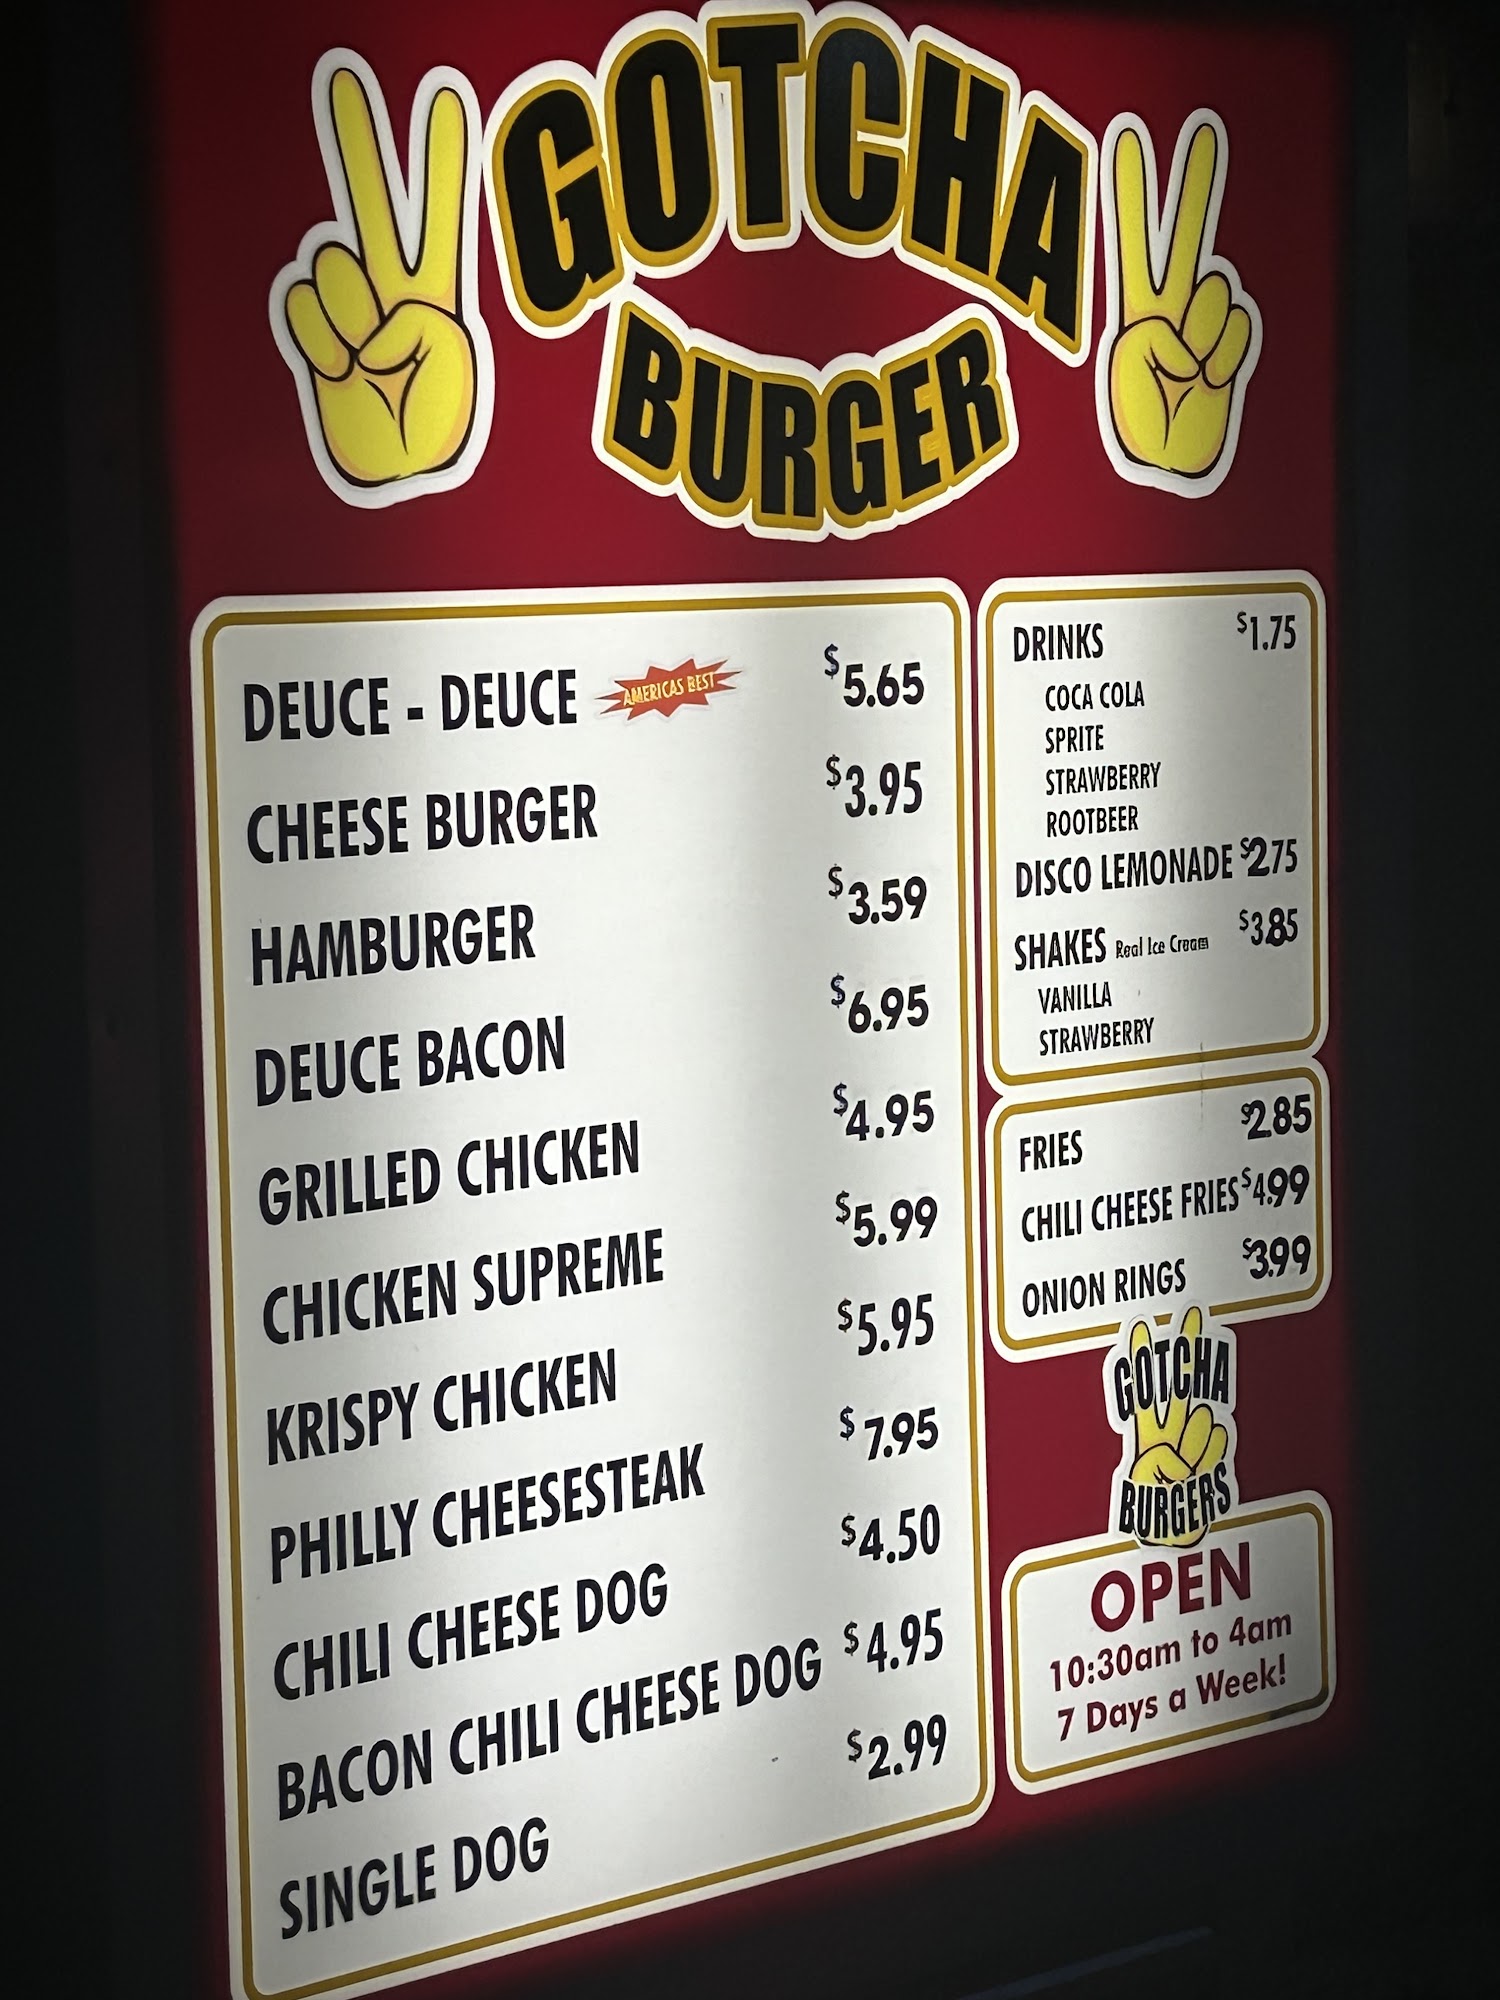 GOTCHA
BURGER
DEUCE - DEUCE AMERICAS BEST $5.65
CHEESE BURGER $3.95
HAMBURGER $3.59
DEUCE BACON $6.95
GRILLED CHICKEN $4.95
CHICKEN SUPREME $5.99
KRISPY CHICKEN $5.95
PHILLY CHEESESTEAK $7.95
CHILI CHEESE DOG $4.50
BACON CHILI CHEESE DOG $4.95
SINGLE DOG $2.99
DRINKS $1.75
COCA COLA
SPRITE
STRAWBERRY
ROOTBEER
DISCO LEMONADE $2.75
SHAKES Real Ice Cream $3.85
VANILLA
STRAWBERRY
FRIES $2.85
CHILI CHEESE FRIES $4.99
ONION RINGS $3.99
GOTCHA
BURGERS
OPEN
10:30am to 4am
7 Days a Week!